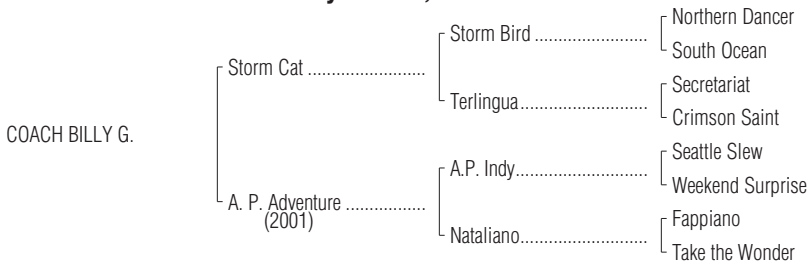 Northern Dancer
Storm Bird ..............................
South Ocean
Storm Cat .........................
Secretariat
Terlingua.................................
Crimson Saint
COACH BILLY G.
Seattle Slew
A.P. Indy..................................
Weekend Surprise
A. P. Adventure .................
(2001)
Fappiano
Nataliano.................................
Take the Wonder